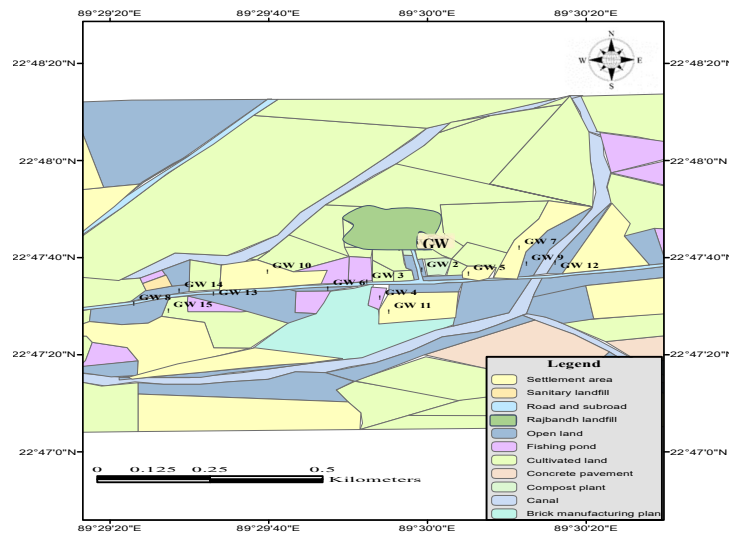 89°29'20"E 89°29'40"E 89°30'0"E 89°30'20"E
N
W E
S
22°48'20"N 22°48'20"N
22°48'0"N 22°48'0"N
22°47'40"N 22°47'40"N
22°47'20"N 22°47'20"N
22°47'0"N 22°47'0"N
GW
GW 7
GW 10
GW 2
GW 9
GW 5
GW 12
GW 3
GW 14
GW 6
GW 13
GW 4
GW 8
GW 15
GW 11
Legend
Settlement area
Sanitary landfill
Road and subroad
Rajbandh landfill
Open land
Fishing pond
Cultivated land
Concrete pavement
Compost plant
Canal
Brick manufacturing plan
0 0.125 0.25 0.5
Kilometers
89°29'20"E 89°29'40"E 89°30'0"E 89°30'20"E